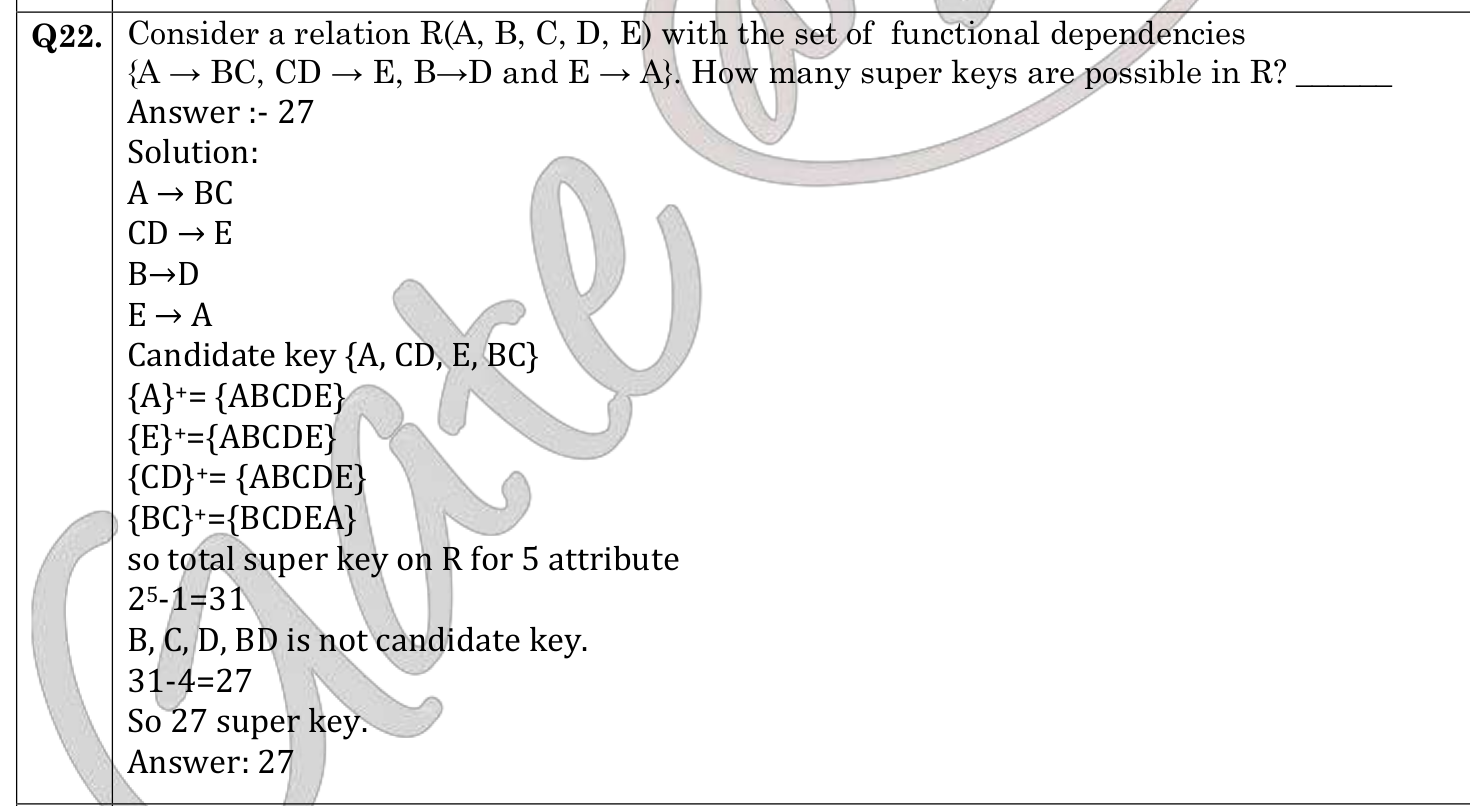 Q22. Consider a relation R(A, B, C, D, E) with the set of functional dependencies
{A → BC, CD → E, B→D and E → A}. How many super keys are possible in R? ______
Answer :- 27
Solution:
A → BC
CD → E
B→D
E → A
Candidate key {A, CD, E, BC}
{A}⁺= {ABCDE}
{E}⁺={ABCDE}
{CD}⁺= {ABCDE}
{BC}⁺={BCDEA}
so total super key on R for 5 attribute
2⁵-1=31
B, C, D, BD is not candidate key.
31-4=27
So 27 super key.
Answer: 27